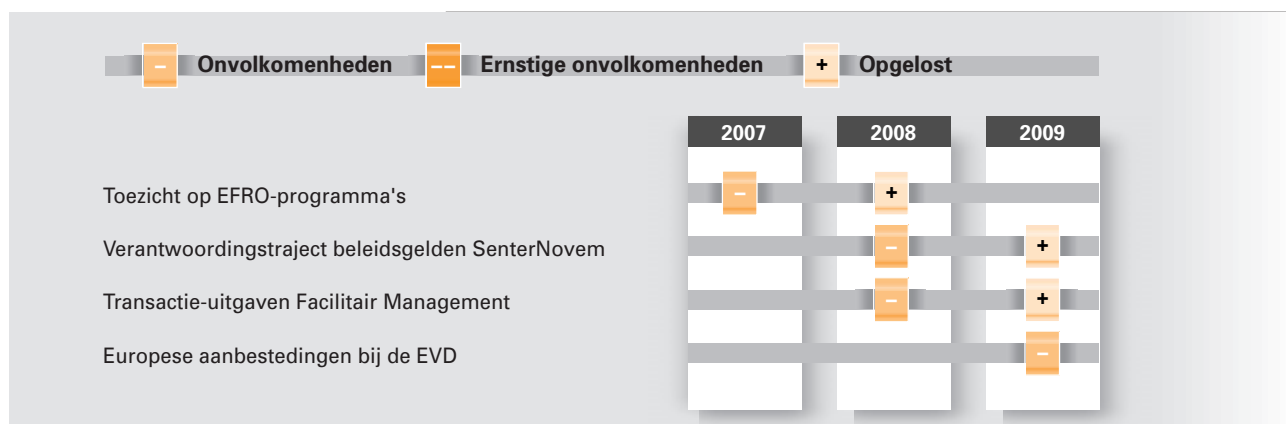 – Onvolkomenheden –– Ernstige onvolkomenheden + Opgelost
2007 2008 2009
Toezicht op EFRO-programma's – +
Verantwoordingstraject beleidsgelden SenterNovem – +
Transactie-uitgaven Facilitair Management – +
Europese aanbestedingen bij de EVD –